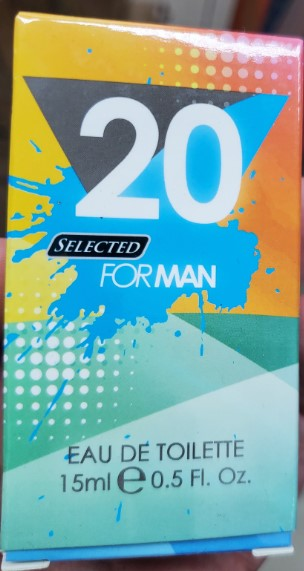 20
SELECTED
FOR MAN
EAU DE TOILETTE
15ml e 0.5 Fl. Oz.